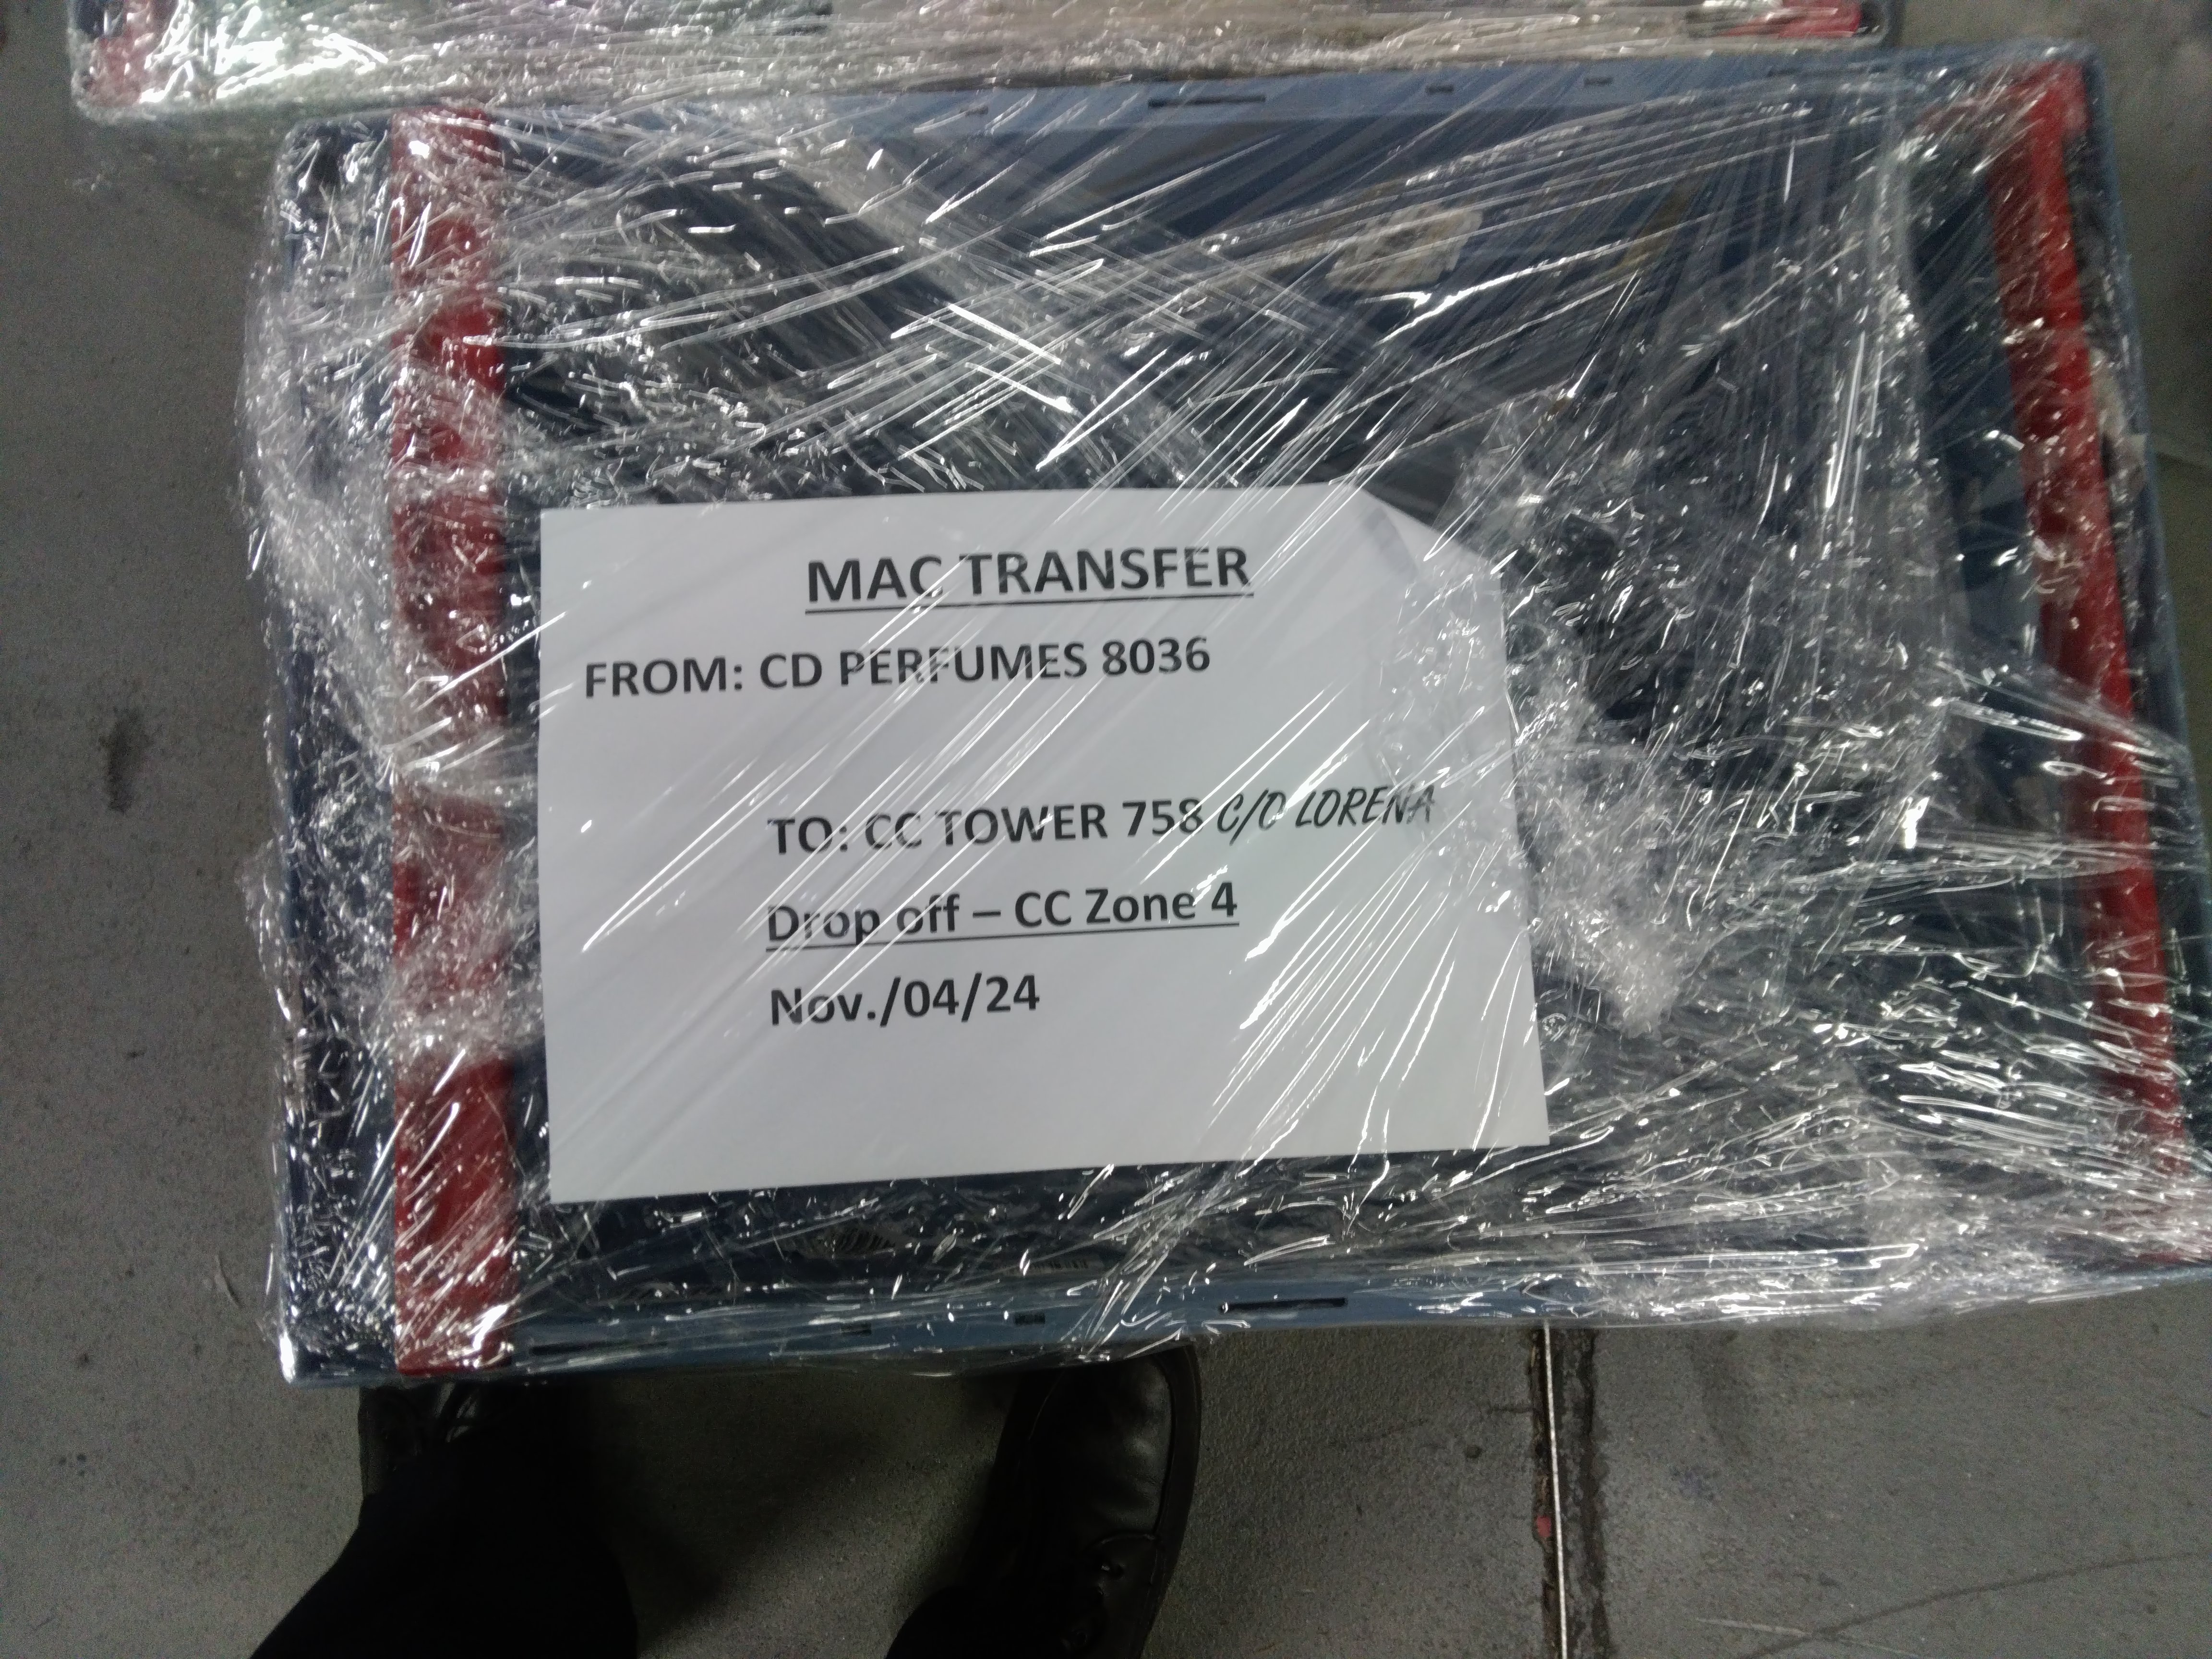 MAC TRANSFER
FROM: CD PERFUMES 8036
TO: CC TOWER 758 C/O LORENA
Drop off – CC Zone 4
Nov./04/24